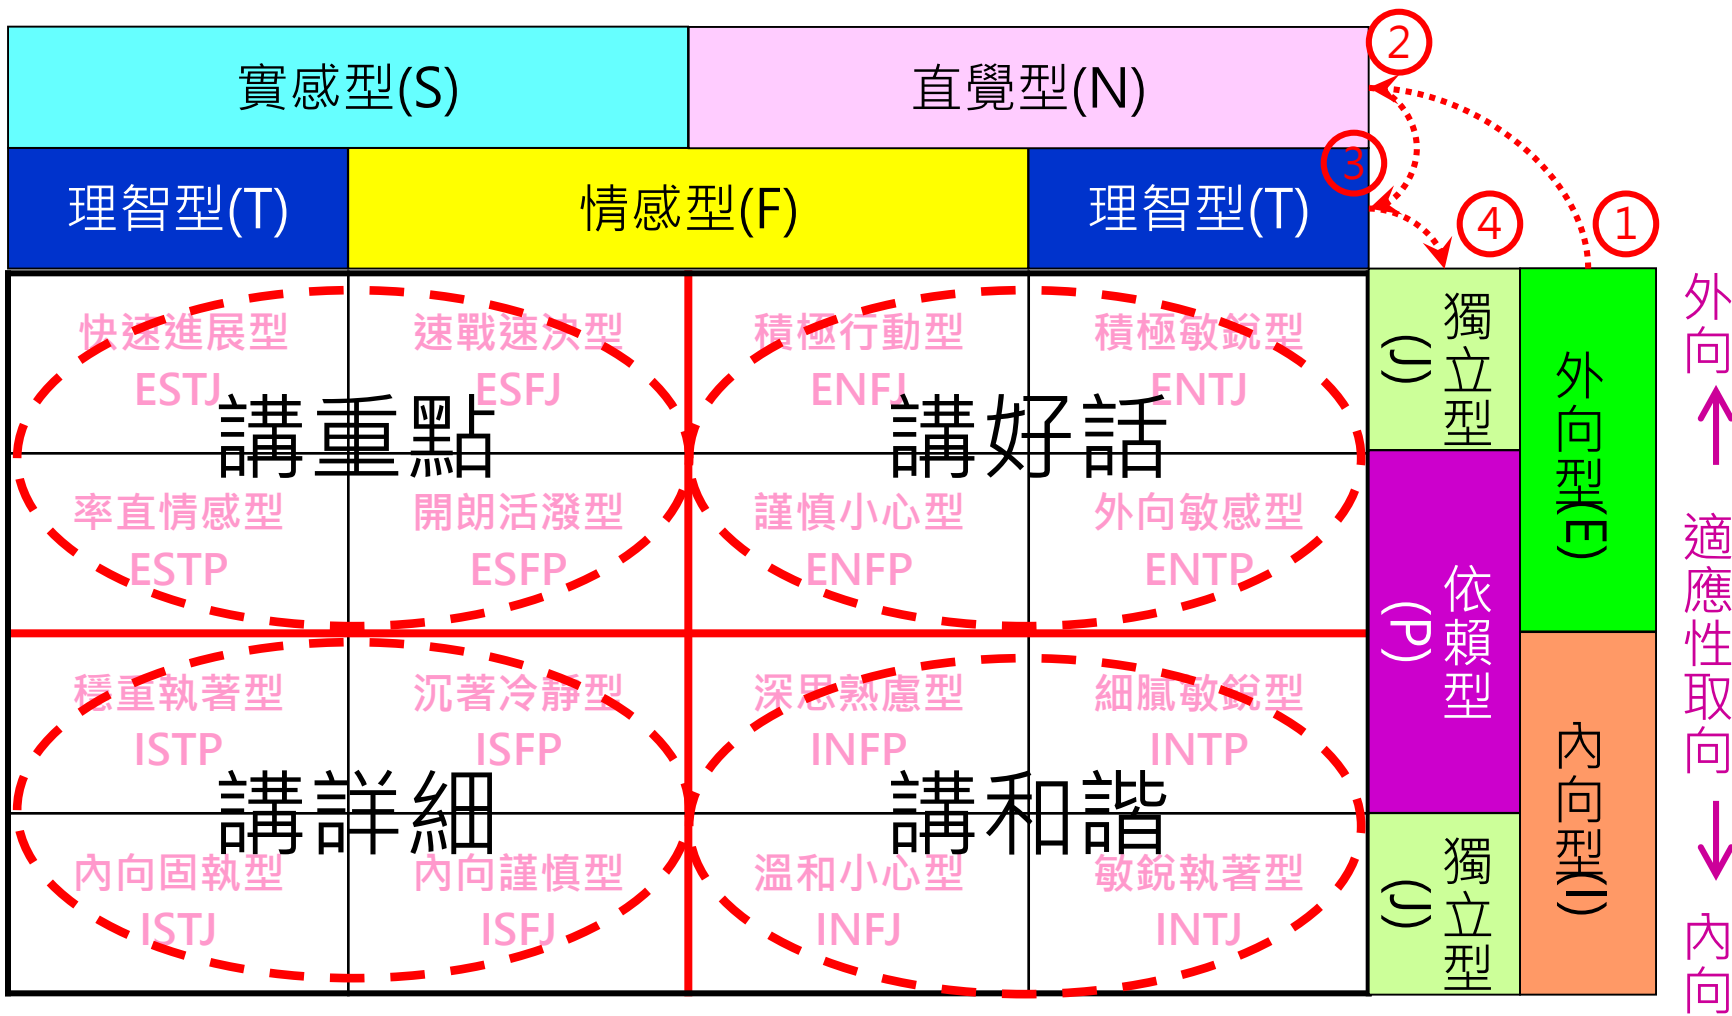 實感型(S)
直覺型(N)
②
理智型(T)
情感型(F)
理智型(T)
③
④
①
快速進展型
ESTJ
速戰速決型
ESFJ
積極行動型
ENFJ
積極敏銳型
ENTJ
講重點
講好話
率直情感型
ESTP
開朗活潑型
ESFP
謹慎小心型
ENFP
外向敏感型
ENTP
穩重執著型
ISTP
沉著冷靜型
ISFP
深思熟慮型
INFP
細膩敏銳型
INTP
講詳細
講和諧
內向固執型
ISTJ
內向謹慎型
ISFJ
溫和小心型
INFJ
敏銳執著型
INTJ
獨立型
(J)
依賴型
(P)
獨立型
(J)
外向型(E)
內向型(I)
外向
適應性取向
內向